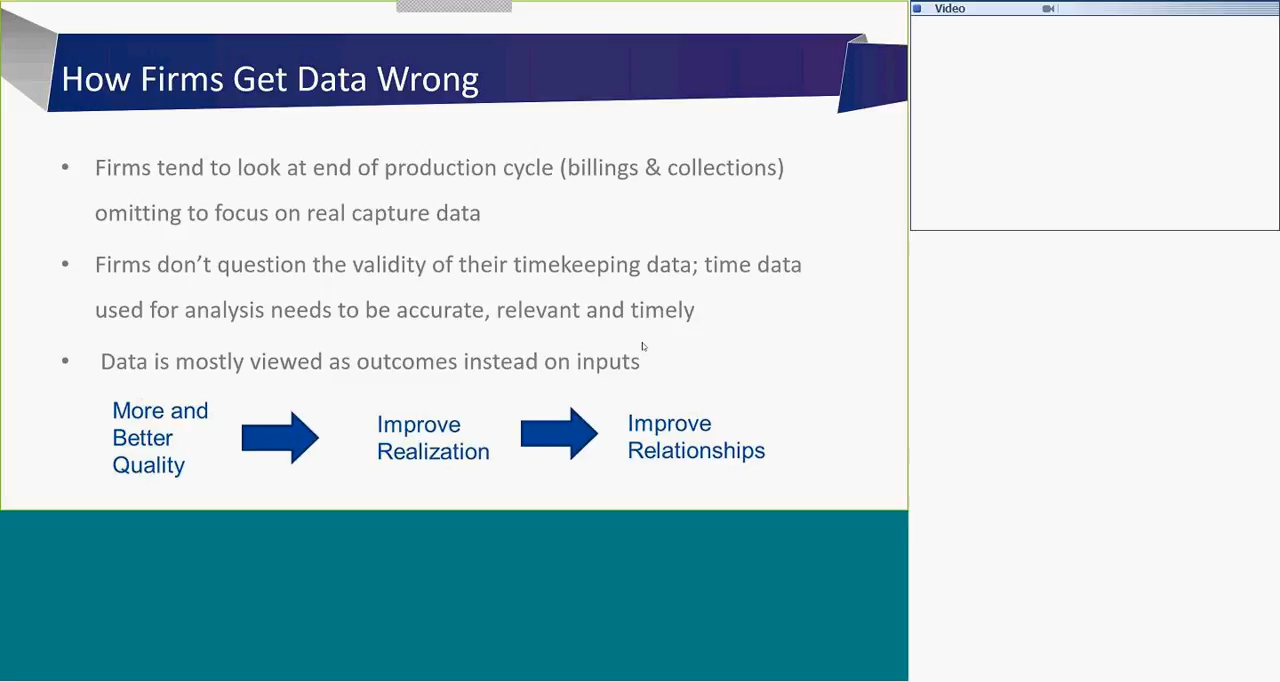 Video
How Firms Get Data Wrong
• Firms tend to look at end of production cycle (billings & collections)
omitting to focus on real capture data
• Firms don’t question the validity of their timekeeping data; time data
used for analysis needs to be accurate, relevant and timely
• Data is mostly viewed as outcomes instead on inputs
More and
Better
Quality
Improve
Realization
Improve
Relationships